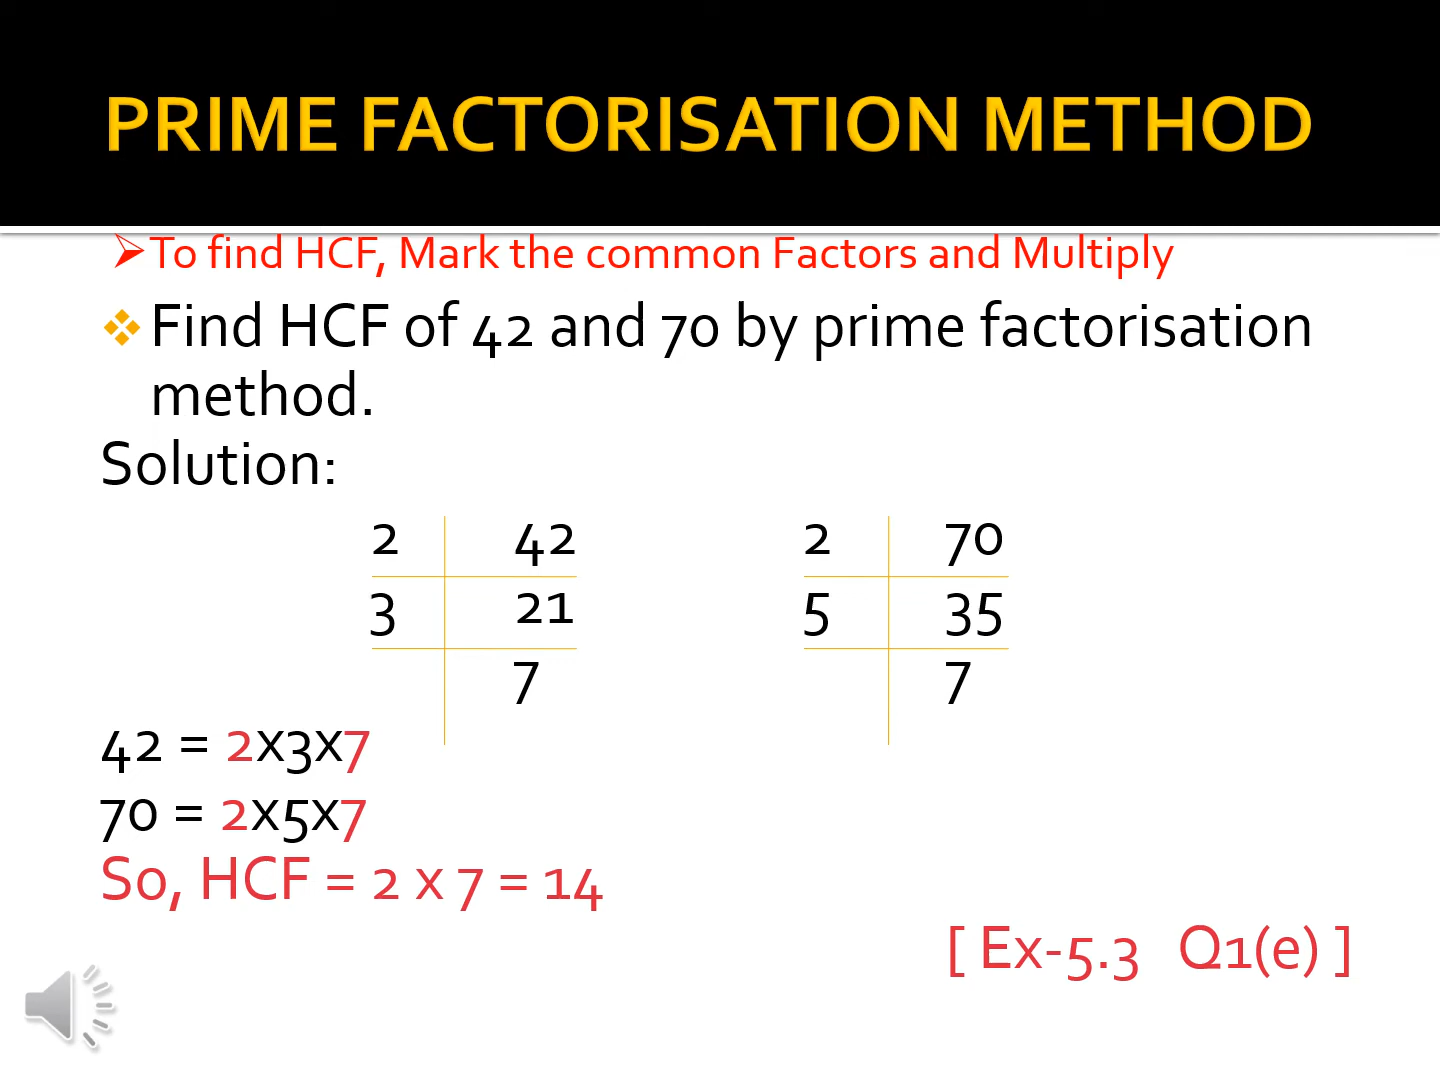 PRIME FACTORISATION METHOD
To find HCF, Mark the common Factors and Multiply
Find HCF of 42 and 70 by prime factorisation
method.
Solution:
2 42 2 70
3 21 5 35
7 7
42 = 2x3x7
70 = 2x5x7
So, HCF = 2 x 7 = 14
[ Ex-5.3 Q1(e) ]